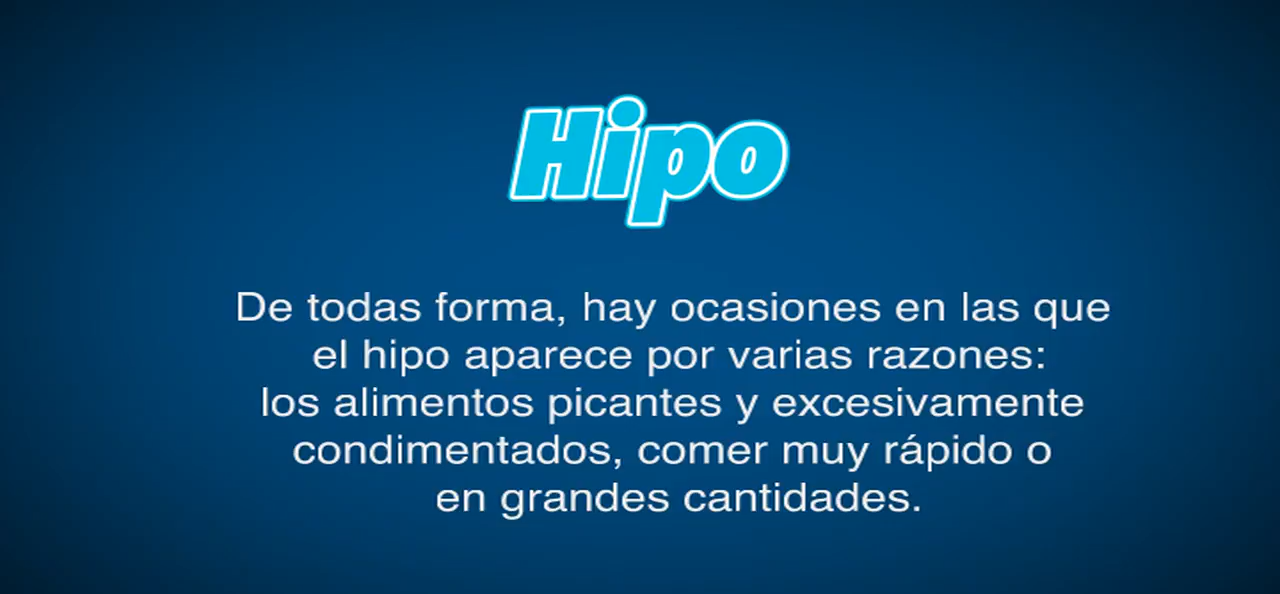 Hipo
De todas forma, hay ocasiones en las que
el hipo aparece por varias razones:
los alimentos picantes y excesivamente
condimentados, comer muy rápido o
en grandes cantidades.